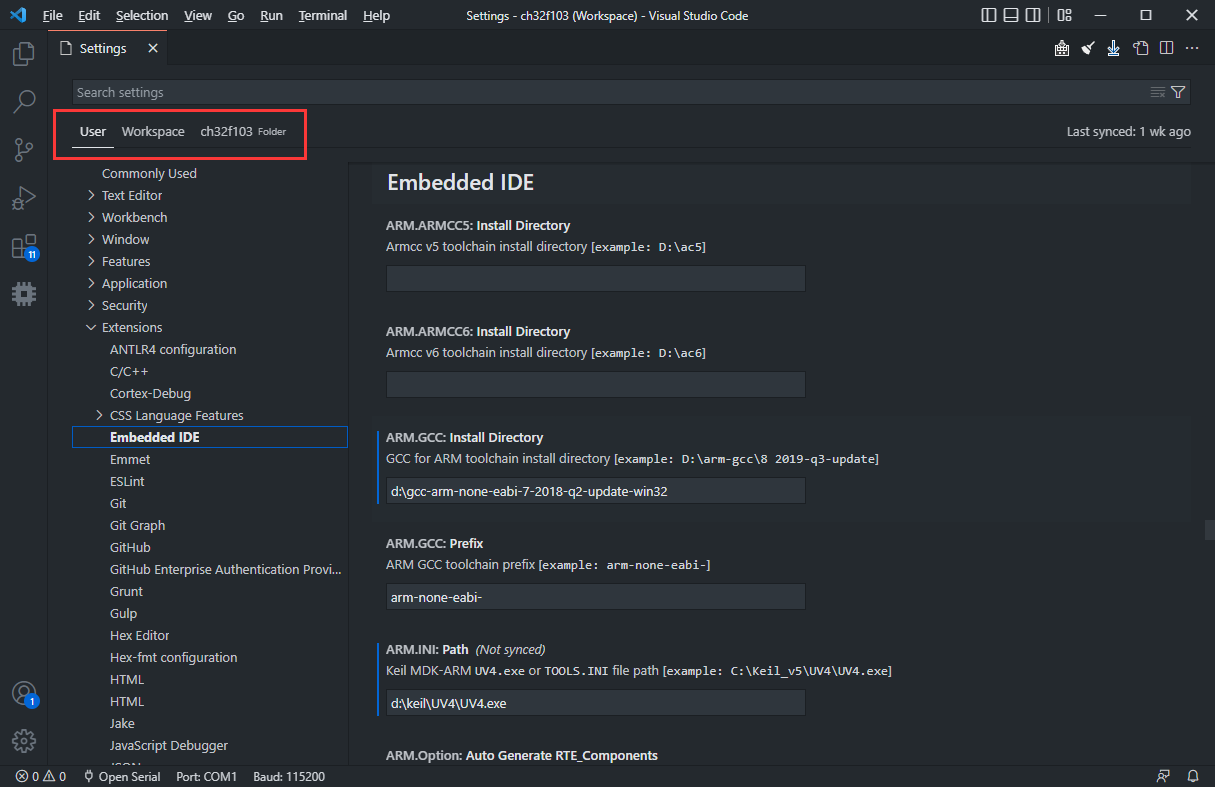 File Edit Selection View Go Run Terminal Help Settings - ch32f103 (Workspace) - Visual Studio Code
Settings
Search settings
User Workspace ch32f103 Folder Last synced: 1 wk ago
Commonly Used
Text Editor
Workbench
Window
Features
Application
Security
Extensions
ANTLR4 configuration
C/C++
Cortex-Debug
CSS Language Features
Embedded IDE
Emmet
ESLint
Git
Git Graph
GitHub
GitHub Enterprise Authentication Provi...
Grunt
Gulp
Hex Editor
Hex-fmt configuration
HTML
HTML
Jake
JavaScript Debugger
Embedded IDE
ARM.ARMCC5: Install Directory
Armcc v5 toolchain install directory [example: D:\ac5]
ARM.ARMCC6: Install Directory
Armcc v6 toolchain install directory [example: D:\ac6]
ARM.GCC: Install Directory
GCC for ARM toolchain install directory [example: D:\arm-gcc\8 2019-q3-update]
d:\gcc-arm-none-eabi-7-2018-q2-update-win32
ARM.GCC: Prefix
ARM GCC toolchain prefix [example: arm-none-eabi-]
arm-none-eabi-
ARM.INI: Path (Not synced)
Keil MDK-ARM UV4.exe or TOOLS.INI file path [example: C:\Keil_v5\UV4\UV4.exe]
d:\keil\UV4\UV4.exe
ARM.Option: Auto Generate RTE_Components
11
1
0 0 Open Serial Port: COM1 Baud: 115200